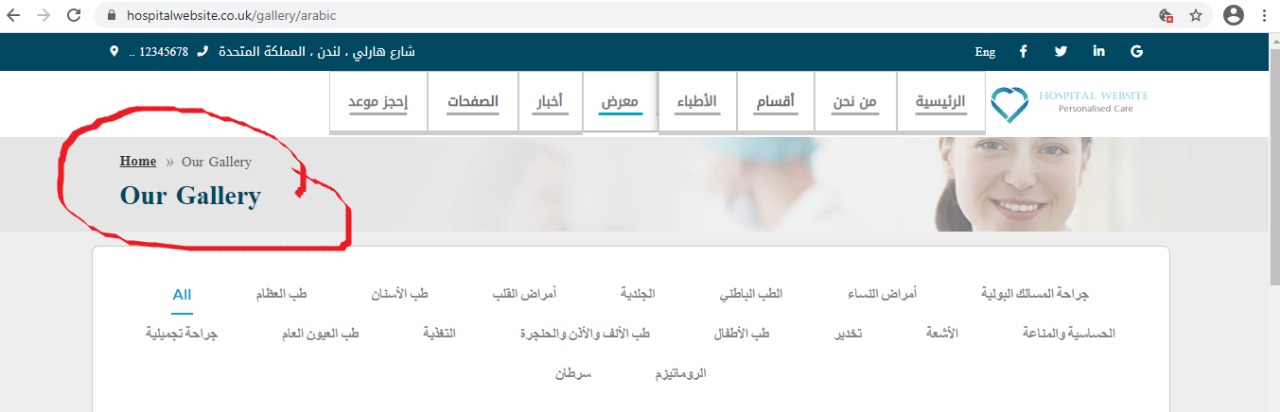 hospitalwebsite.co.uk/gallery/arabic
شارع هارلي ، لندن ، المملكة المتحدة 12345678 ..
Eng
HOSPITAL WEBSITE
Personalised Care
الرئيسية من نحن أقسام الأطباء معرض أخبار الصفحات إحجز موعد
Home » Our Gallery
Our Gallery
جراحة المسالك البولية أمراض النساء الطب الباطني الجلدية أمراض القلب طب الأسنان طب العظام All
الحساسية والمناعة الأشعة تخدير طب الأطفال طب الألف والأذن والحنجرة التغذية طب العيون العام جراحة تجميلية
الروماتيزم سرطان